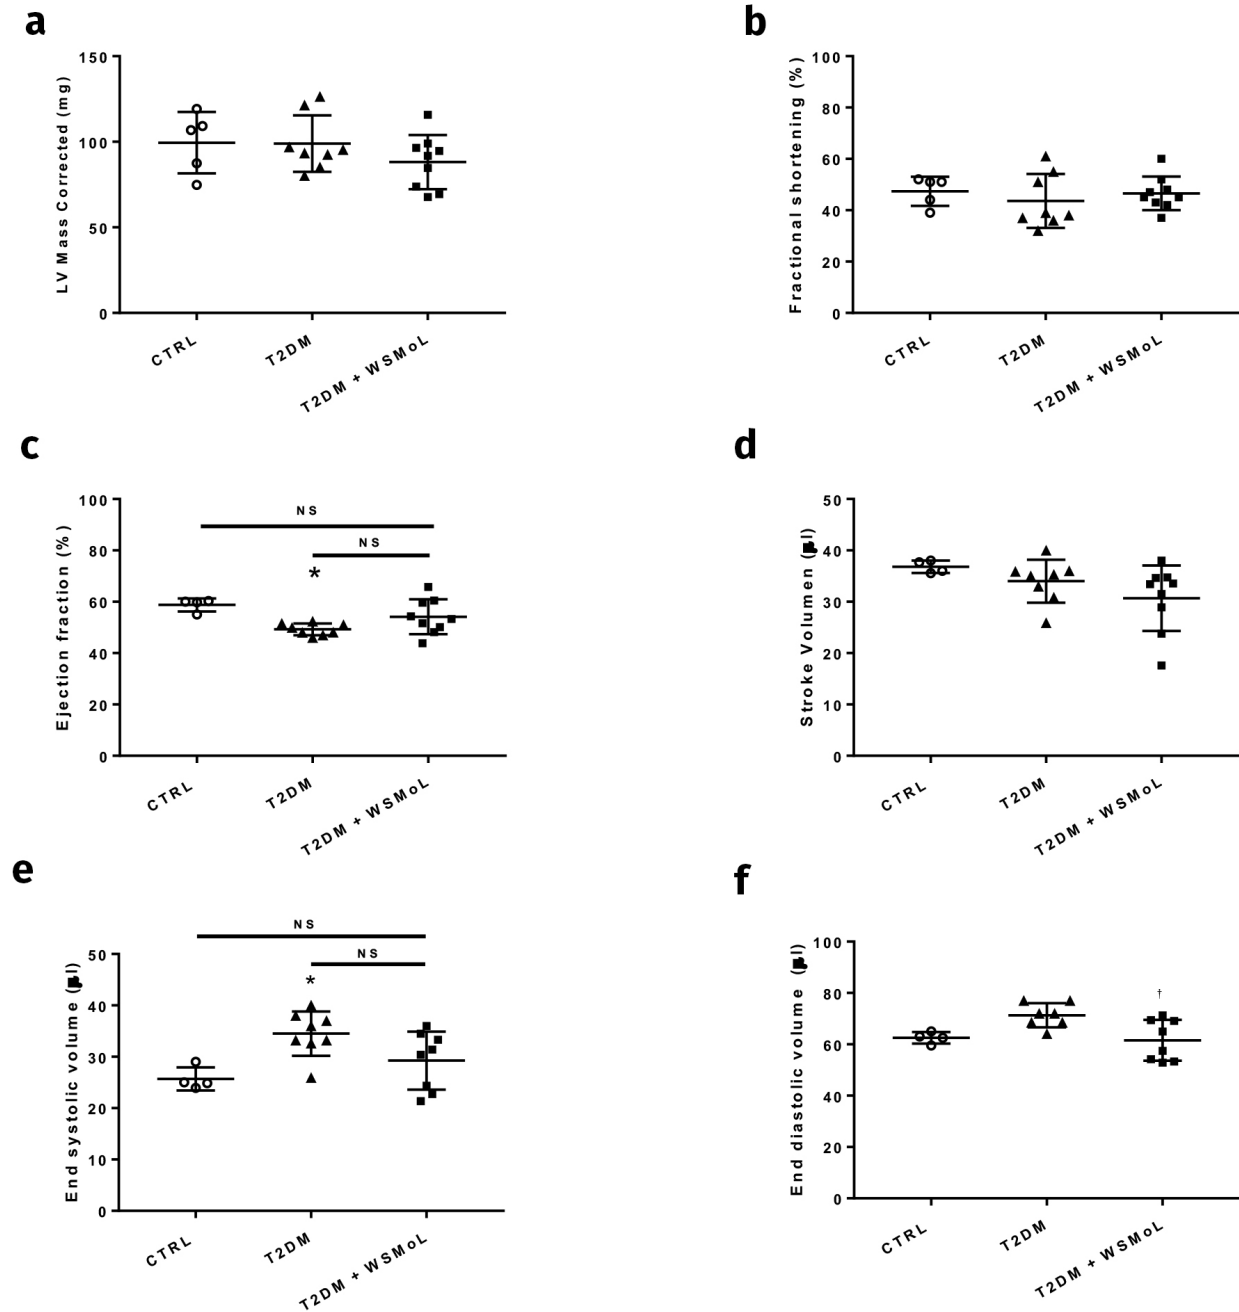 a
LV Mass Corrected (mg)
150
100
50
0
CTRL
T2DM
T2DM + WSMoL
b
Fractional shortening (%)
100
80
60
40
20
0
CTRL
T2DM
T2DM + WSMoL
c
Ejection fraction (%)
100
80
60
40
20
0
NS
NS
*
CTRL
T2DM
T2DM + WSMoL
d
Stroke Volumen (μl)
50
40
30
20
10
0
CTRL
T2DM
T2DM + WSMoL
e
End systolic volume (μl)
50
40
30
20
10
0
NS
NS
*
CTRL
T2DM
T2DM + WSMoL
f
End diastolic volume (μl)
100
80
60
40
20
0
†
CTRL
T2DM
T2DM + WSMoL